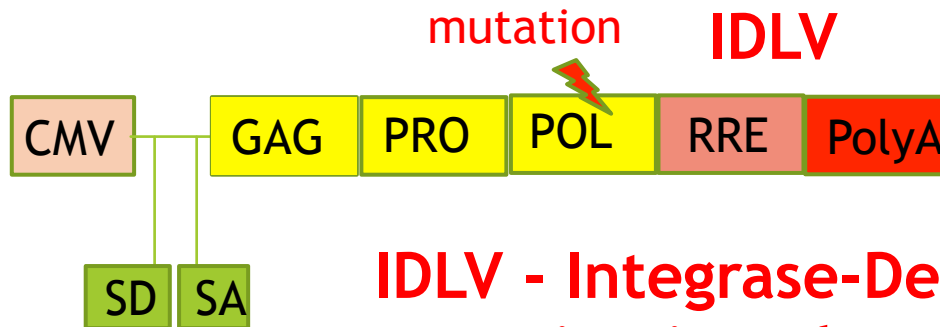 mutation IDLV
CMV GAG PRO POL RRE PolyA
SD SA
IDLV - Integrase-De